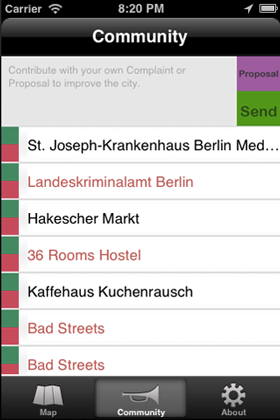 Carrier 8:20 PM
Community
Contribute with your own Complaint or
Proposal to improve the city.
Proposal
Send
St. Joseph-Krankenhaus Berlin Med...
Landeskriminalamt Berlin
Hakescher Markt
36 Rooms Hostel
Kaffehaus Kuchenrausch
Bad Streets
Bad Streets
Map Community About